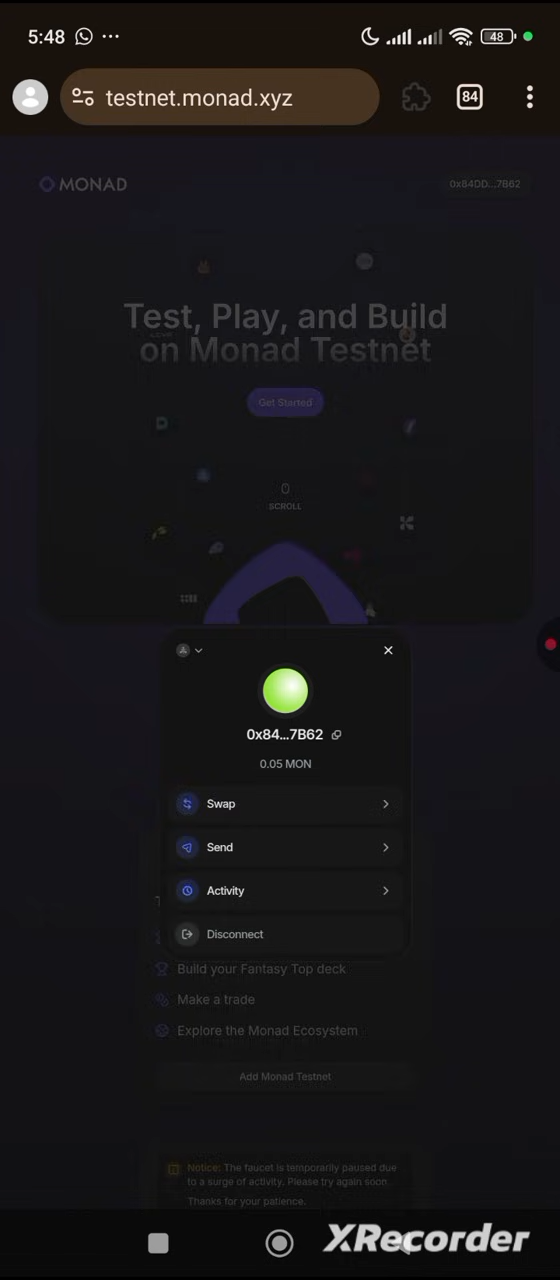 5:48
48
testnet.monad.xyz
84
MONAD
0x84DD...7B62
Test, Play, and Build
on Monad Testnet
Get Started
SCROLL
0x84...7B62
0.05 MON
Swap
Send
Activity
Disconnect
Build your Fantasy Top deck
Make a trade
Explore the Monad Ecosystem
Add Monad Testnet
Notice: The faucet is temporarily paused due
to a surge of activity. Please try again soon.
Thanks for your patience.
XRecorder